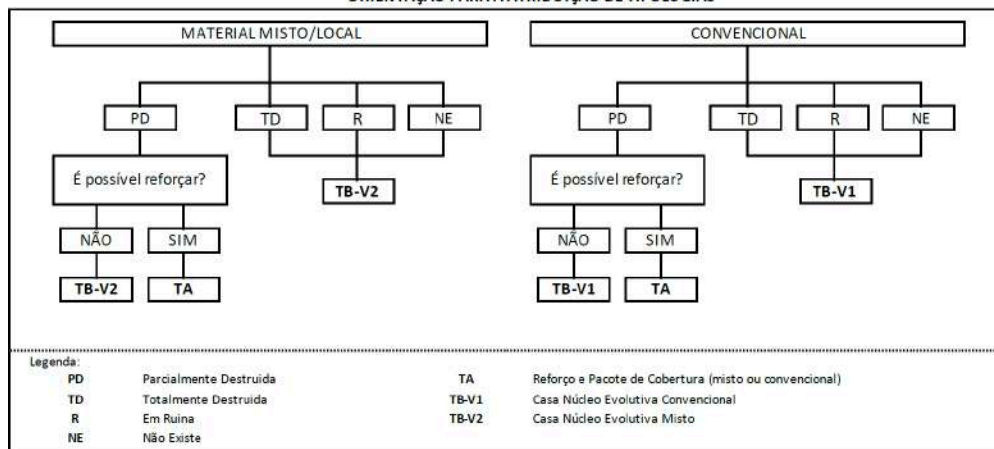 MATERIAL MISTO/LOCAL
CONVENCIONAL
PD TD R NE
PD TD R NE
É possível reforçar?
TB-V2
É possível reforçar?
TB-V1
NÃO SIM
NÃO SIM
TB-V2 TA
TB-V1 TA
Legenda:
PD Parcialmente Destruida TA Reforço e Pacote de Cobertura (misto ou convencional)
TD Totalmente Destruida TB-V1 Casa Núcleo Evolutiva Convencional
R Em Ruina TB-V2 Casa Núcleo Evolutiva Misto
NE Não Existe